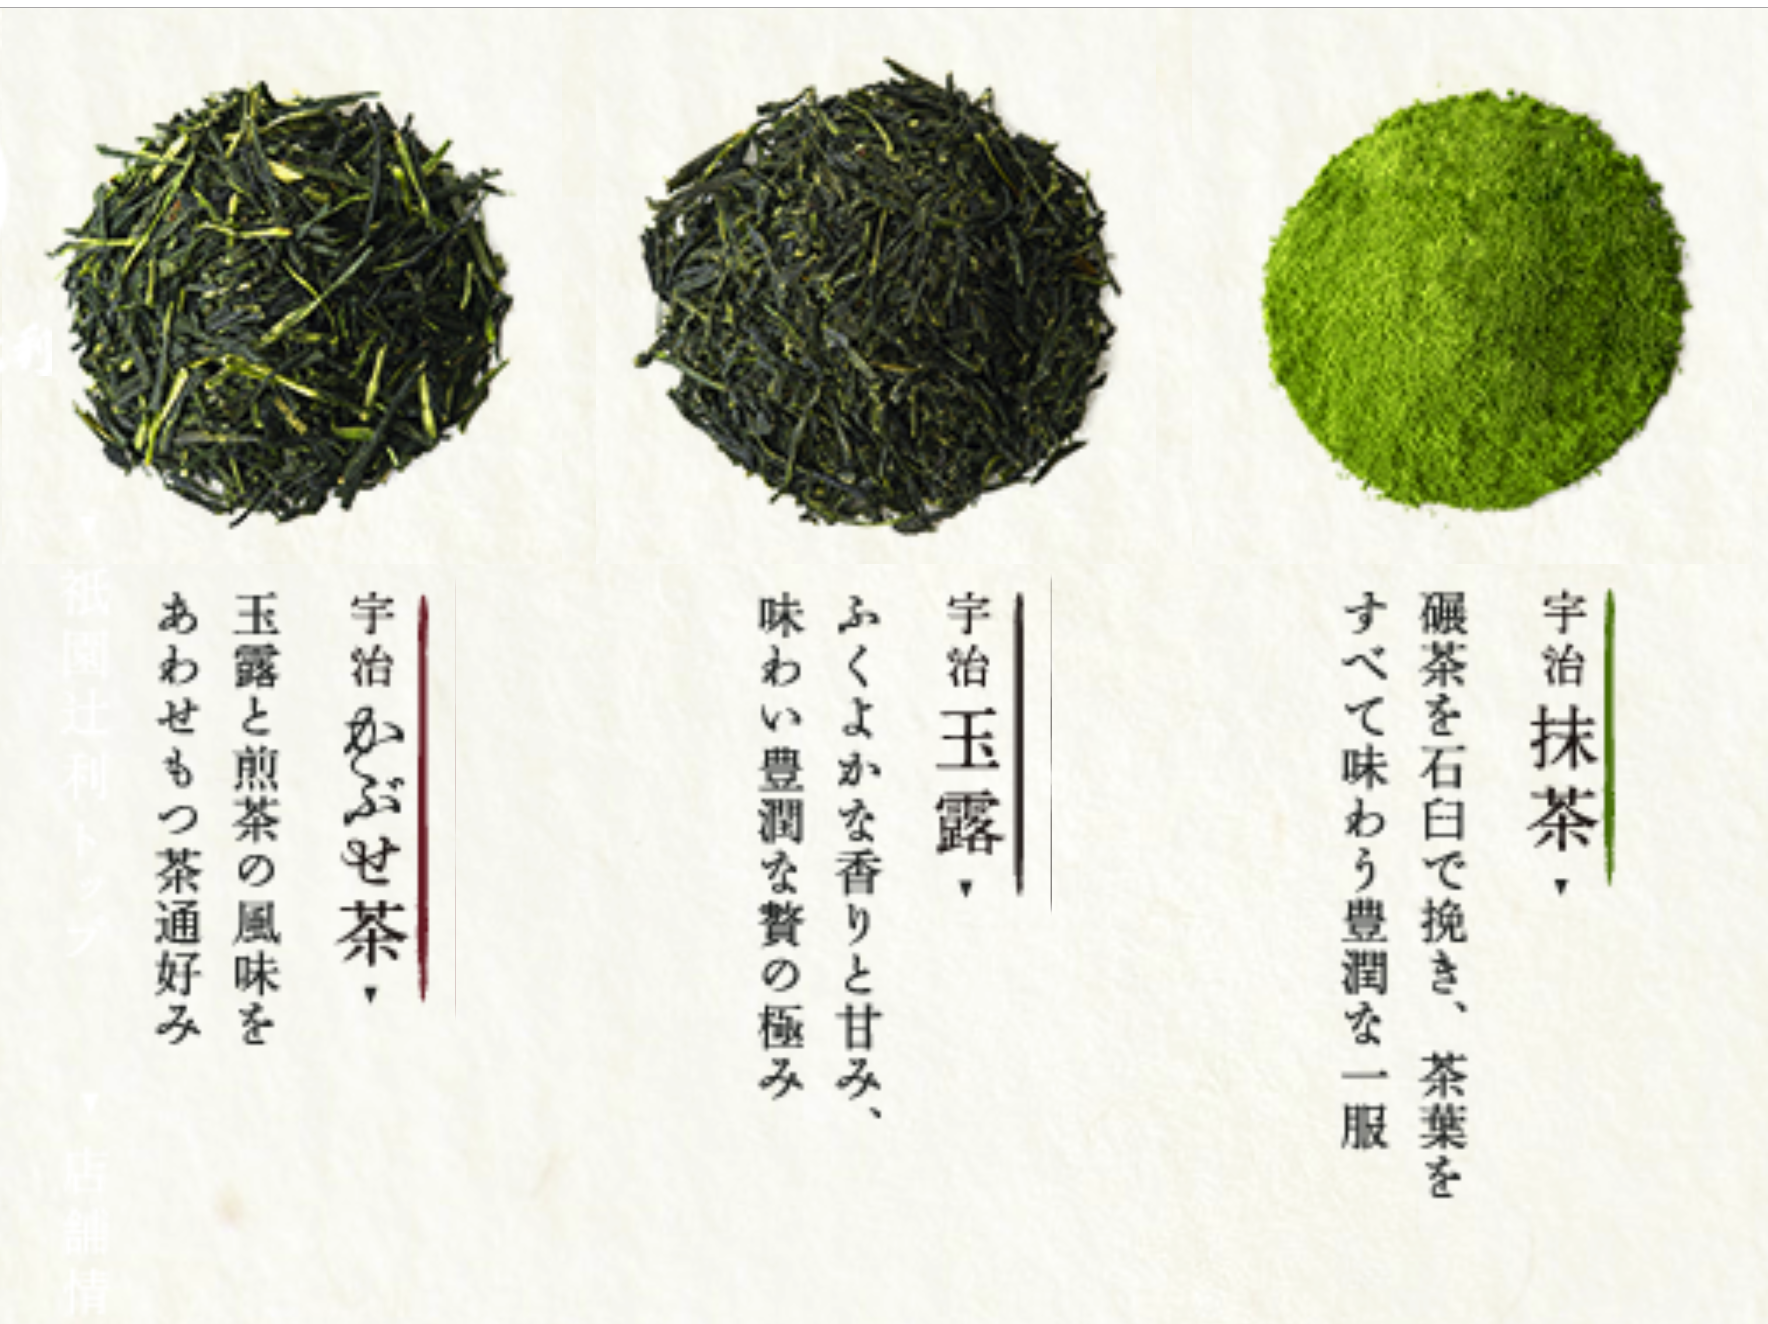 宇治 抹茶 ▼
碾茶を石臼で挽き、茶葉を
すべて味わう豊潤な一服
宇治 玉露 ▼
ふくよかな香りと甘み、
味わい豊潤な贅の極み
宇治 かぶせ茶 ▼
玉露と煎茶の風味を
あわせもつ茶通好み
▼ 祇園辻利トップ
▼ 店舗情